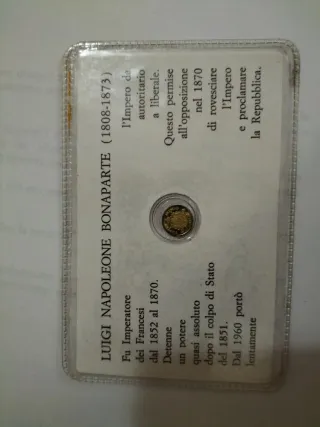 LUIGI NAPOLEONE BONAPARTE (1808-1873)
Fu Imperatore
dei Francesi
dal 1852 al 1870.
Detenne
un potere
quasi assoluto
dopo il colpo di Stato
del 1851.
Dal 1960 portò
lentamente
l'Impero da
autoritario
a liberale.
Questo permise
all'opposizione
nel 1870
di rovesciare
l'Impero
e proclamare
la Repubblica.